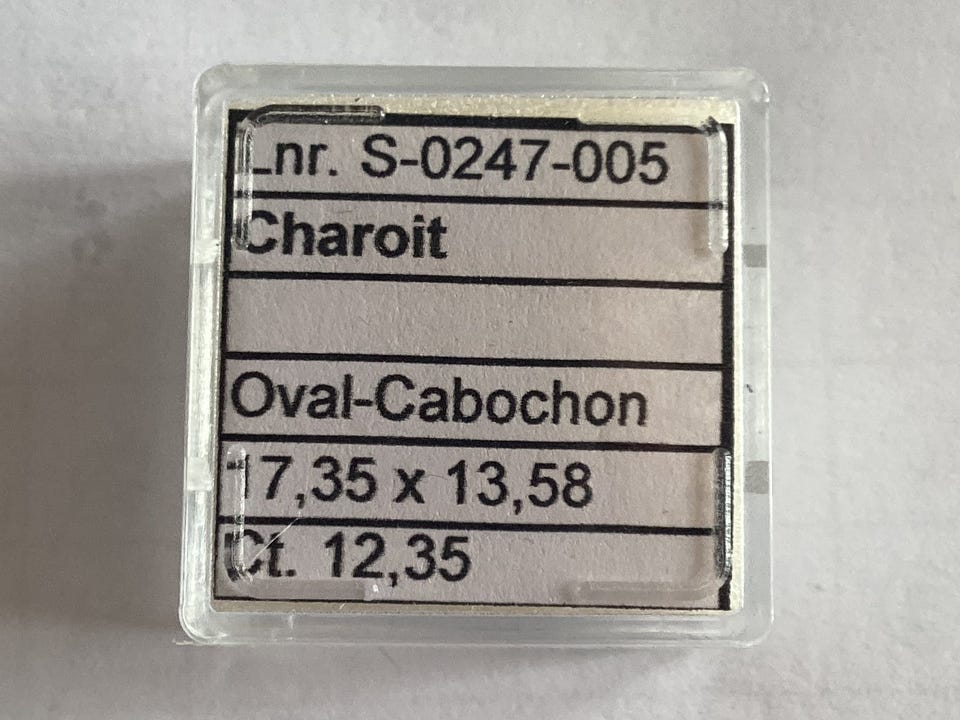 Lnr. S-0247-005
Charoit
Oval-Cabochon
17,35 x 13,58
Ct. 12,35